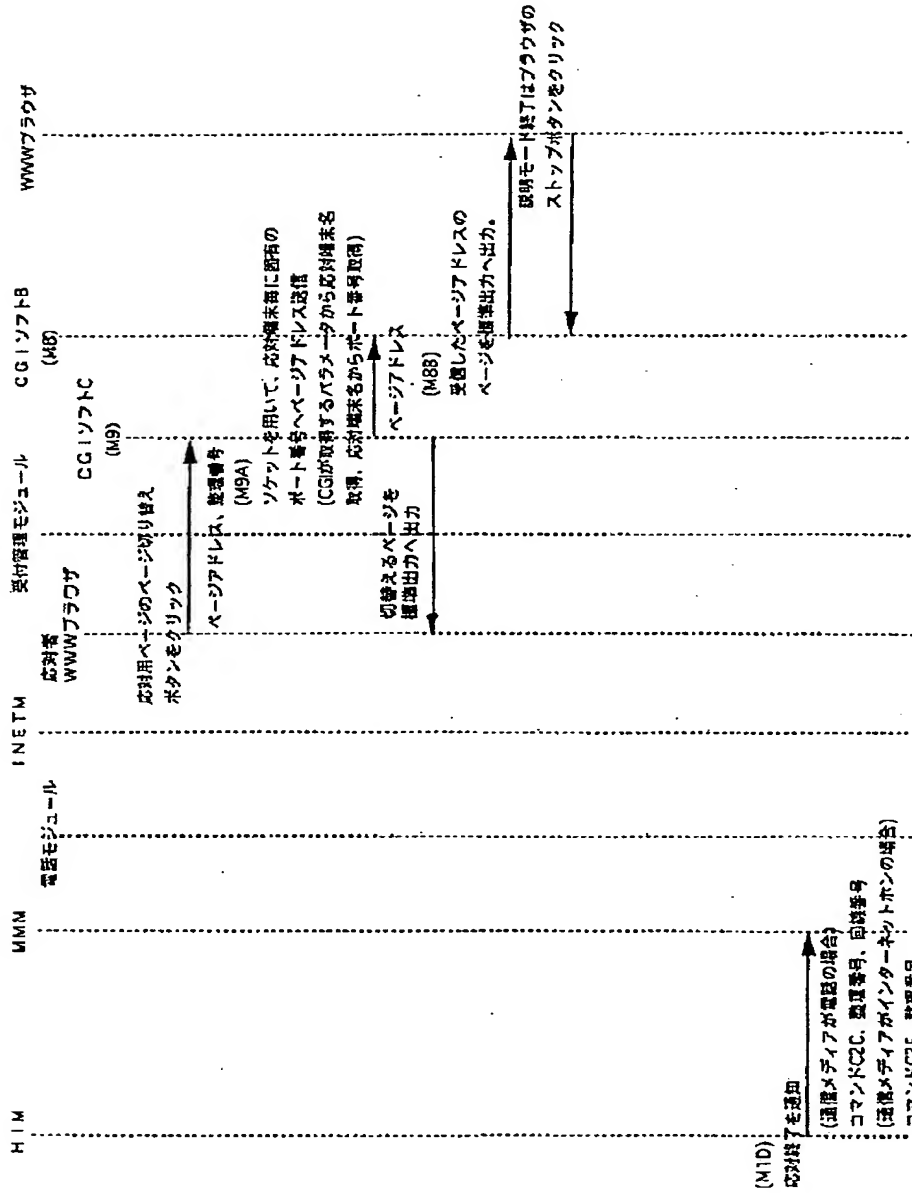 HIM
MMM
電話モジュール
INETM
応対者
WWWブラウザ
受付管理モジュール
CGIソフトC
(M9)
CGIソフトB
(M8)
WWWブラウザ
応対用ページのページ切り替え
ボタンをクリック
ページアドレス、整理番号
(M9A)
ソケットを用いて、応対端末毎に固有の
ポート番号へページアドレス送信
(CGIが取得するパラメータから応対端末名
取得、応対端末名からポート番号取得)
ページアドレス
(M8B)
受信したページアドレスの
ページを標準出力へ出力。
切替えるページを
標準出力へ出力
説明モード終了はブラウザの
ストップボタンをクリック
(M1D)
応対終了を通知
(通信メディアが電話の場合)
コマンドC2C、整理番号、回線番号
(通信メディアがインターネットホンの場合)
コマンドC2C、整理番号